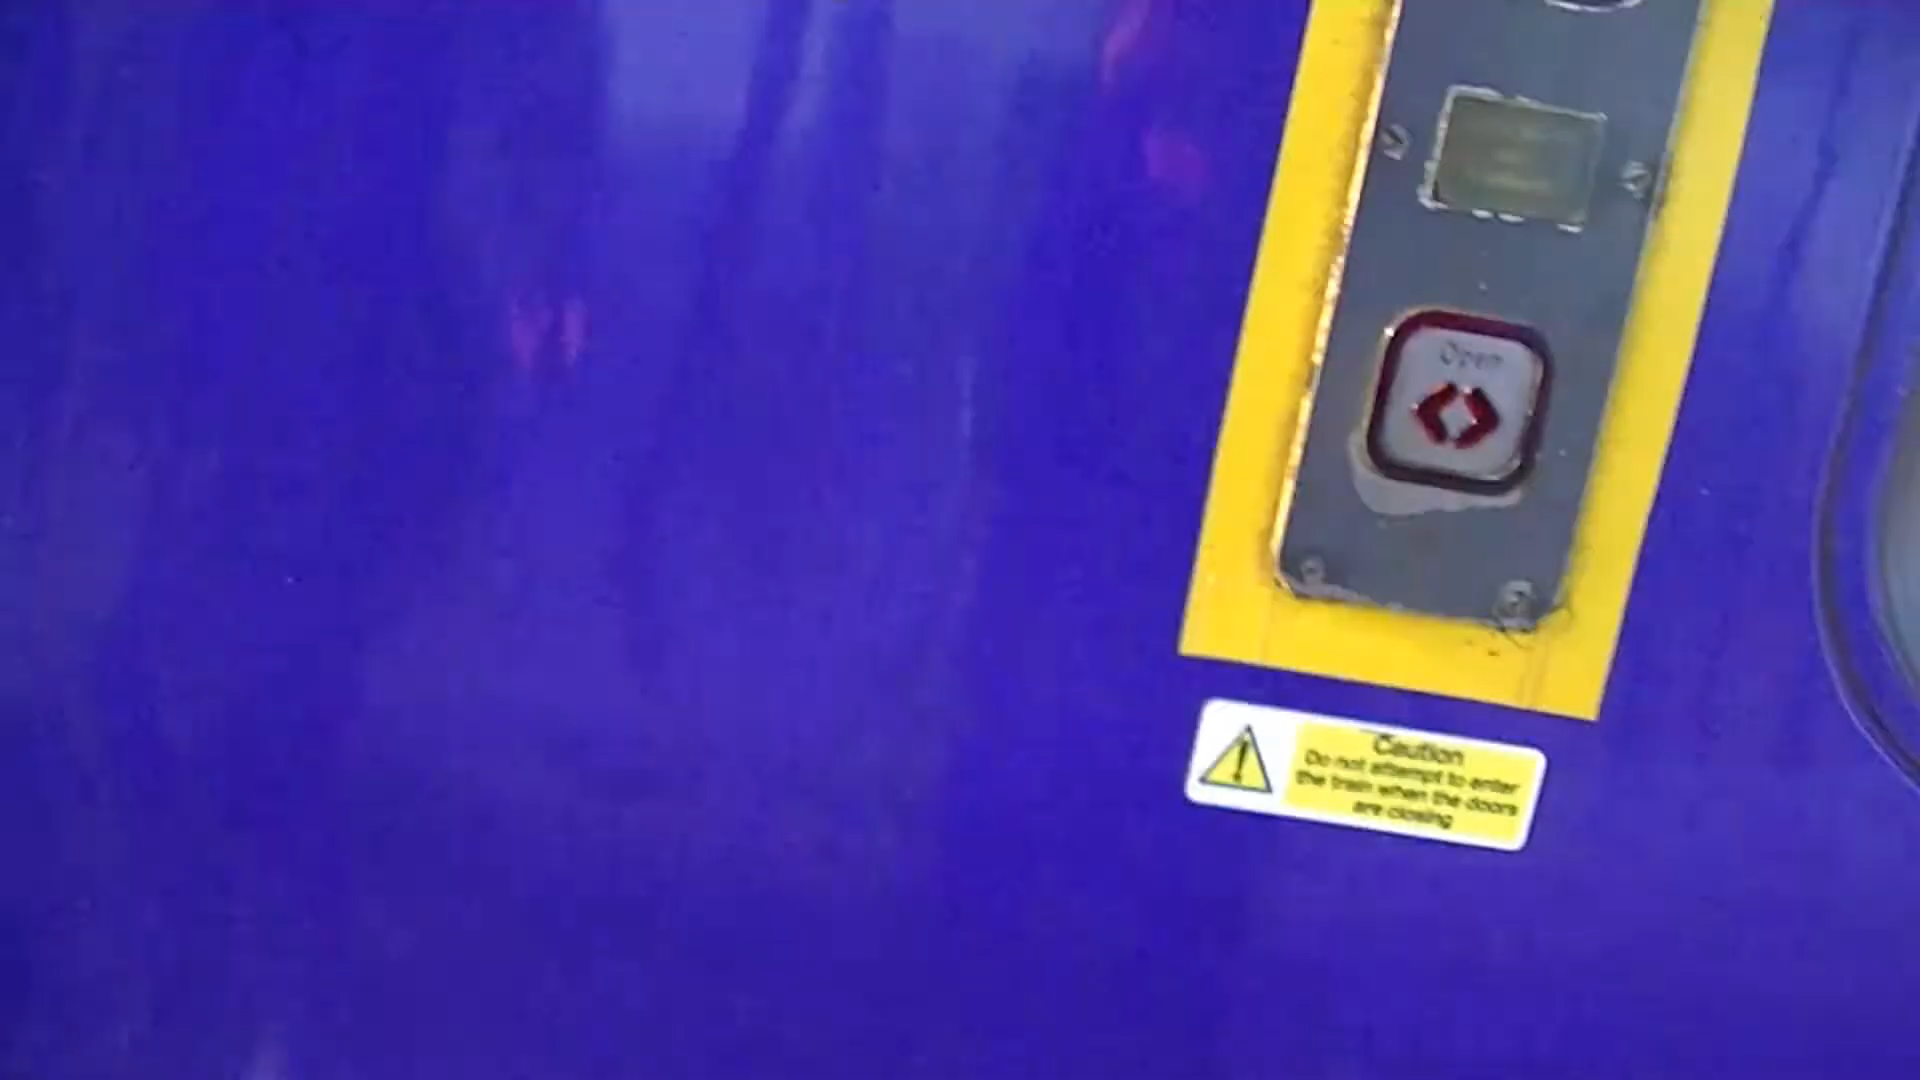 Open
Caution
Do not attempt to enter
the train when the doors
are closing